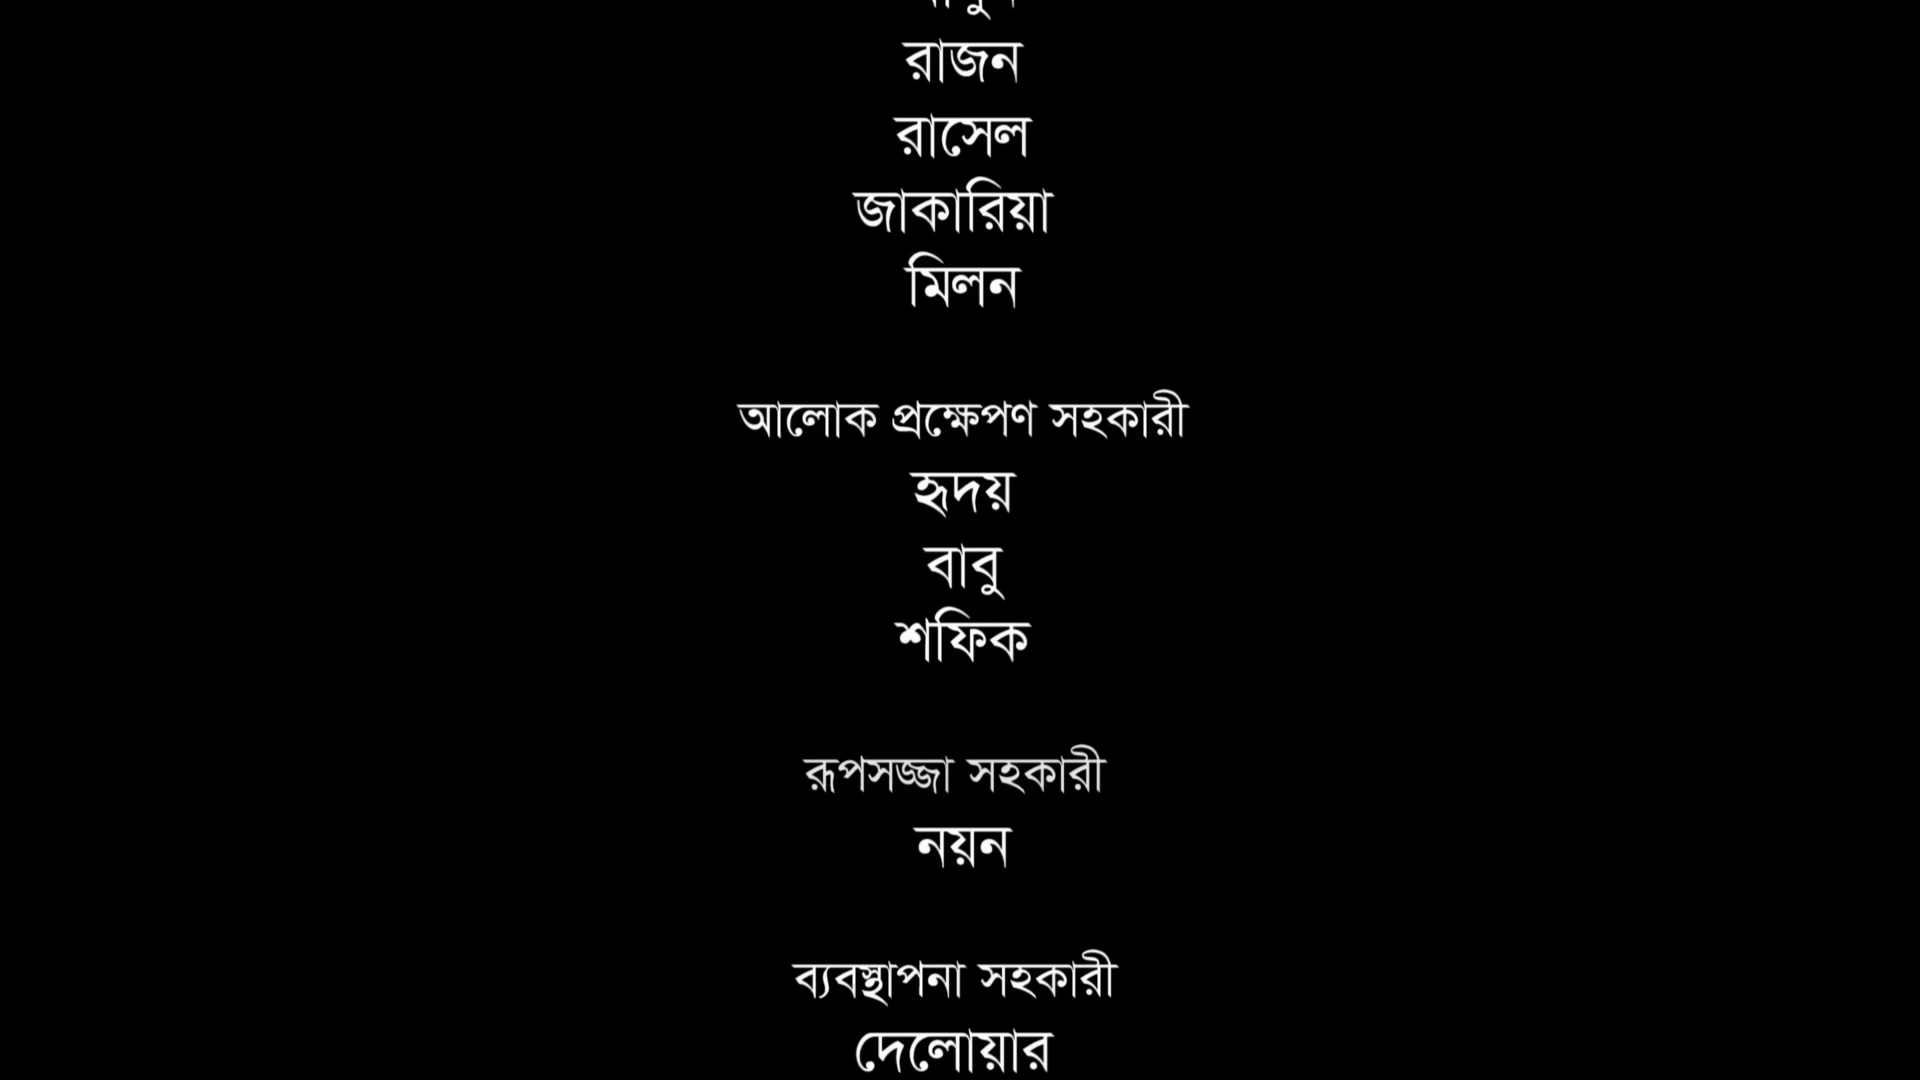 রাজন
রাসেল
জাকারিয়া
মিলন
আলোক প্রক্ষেপণ সহকারী
হৃদয়
বাবু
শফিক
রূপসজ্জা সহকারী
নয়ন
ব্যবস্থাপনা সহকারী
দেলোয়ার